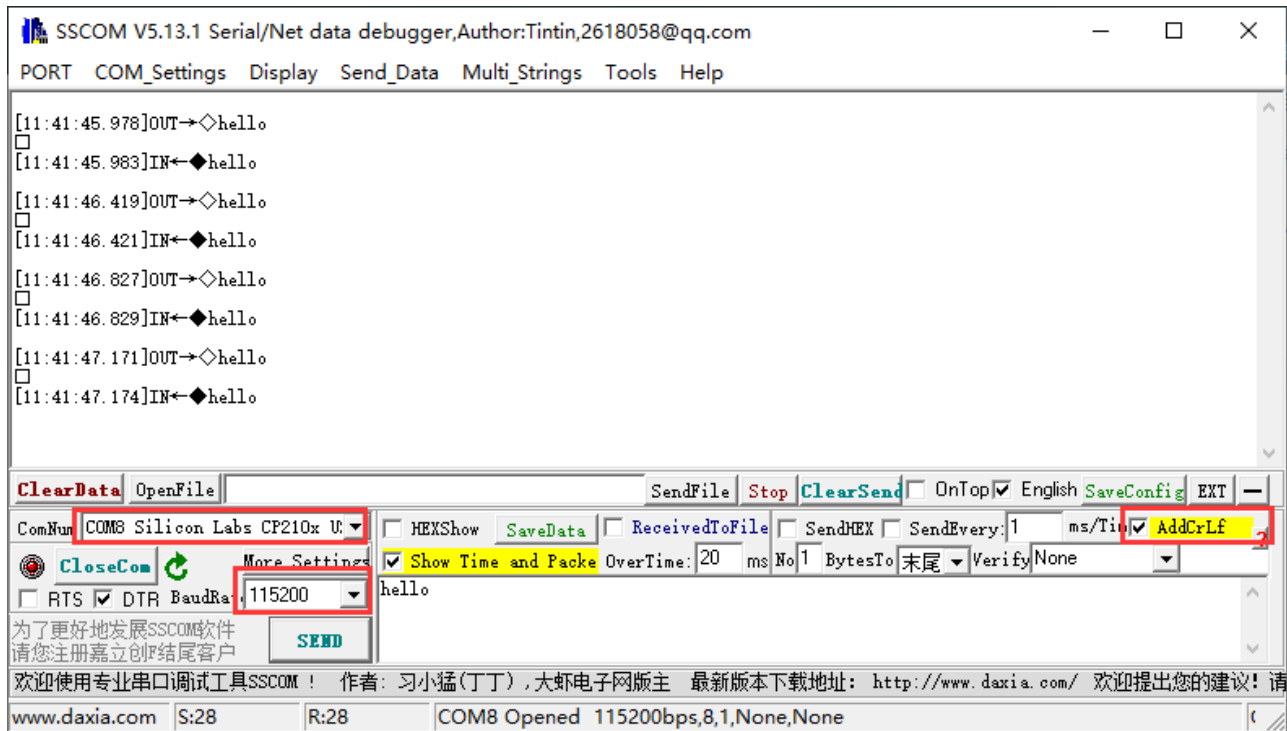 SSCOM V5.13.1 Serial/Net data debugger,Author:Tintin,2618058@qq.com
PORT COM_Settings Display Send_Data Multi_Strings Tools Help
[11:41:45.978]OUT→◇hello
□
[11:41:45.983]IN←◆hello
[11:41:46.419]OUT→◇hello
□
[11:41:46.421]IN←◆hello
[11:41:46.827]OUT→◇hello
□
[11:41:46.829]IN←◆hello
[11:41:47.171]OUT→◇hello
□
[11:41:47.174]IN←◆hello
ClearData OpenFile SendFile Stop ClearSend OnTop English SaveConfig EXT —
ComNum COM8 Silicon Labs CP210x U: HEXShow SaveData ReceivedToFile SendHEX SendEvery: 1 ms/Tim AddCrLf
CloseCom More Settings Show Time and Packe OverTime: 20 ms No 1 BytesTo 末尾 Verify None
RTS DTR BaudRat 115200 hello
为了更好地发展SSCOM软件
请您注册嘉立创F结尾客户
SEND
欢迎使用专业串口调试工具SSCOM ! 作者: 习小猛(丁丁),大虾电子网版主 最新版本下载地址: http://www.daxia.com/ 欢迎提出您的建议! 请
www.daxia.com S:28 R:28 COM8 Opened 115200bps,8,1,None,None